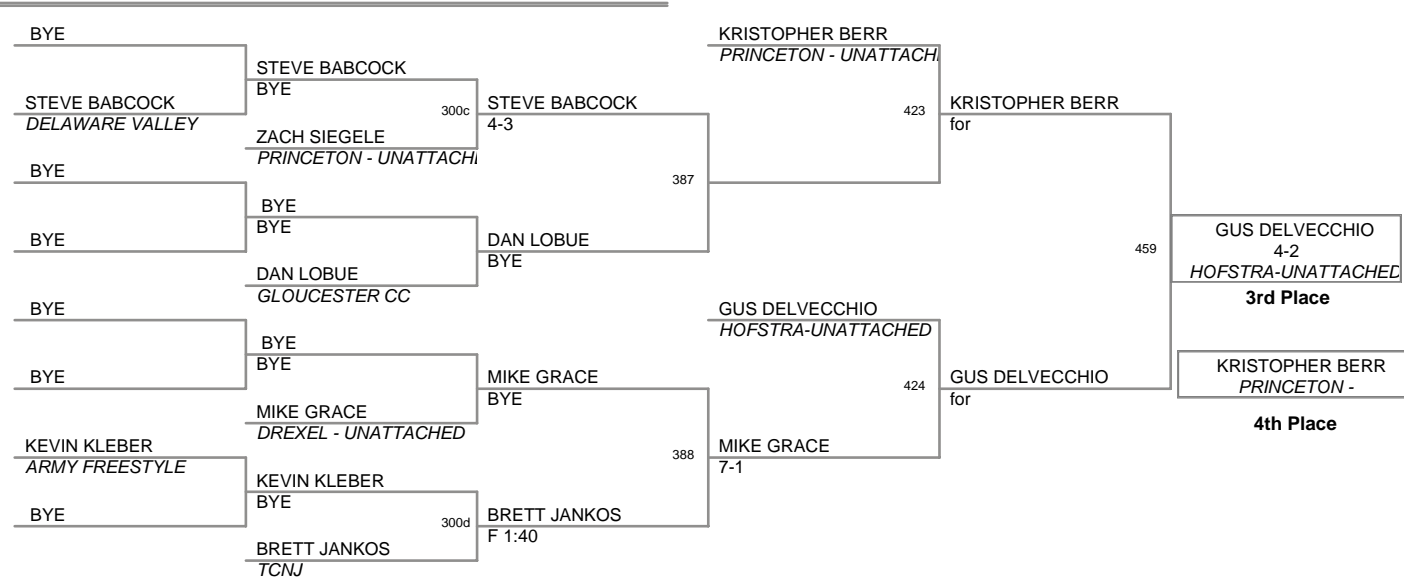 BYE
STEVE BABCOCK
DELAWARE VALLEY
BYE
BYE
BYE
BYE
KEVIN KLEBER
ARMY FREESTYLE
BYE
STEVE BABCOCK
BYE
300c
ZACH SIEGELE
PRINCETON - UNATTACHI
BYE
BYE
DAN LOBUE
GLOUCESTER CC
BYE
BYE
MIKE GRACE
DREXEL - UNATTACHED
KEVIN KLEBER
BYE
300d
BRETT JANKOS
TCNJ
STEVE BABCOCK
4-3
387
DAN LOBUE
BYE
MIKE GRACE
BYE
388
BRETT JANKOS
F 1:40
KRISTOPHER BERR
PRINCETON - UNATTACHI
423
GUS DELVECCHIO
HOFSTRA-UNATTACHED
424
MIKE GRACE
7-1
KRISTOPHER BERR
for
459
GUS DELVECCHIO
for
GUS DELVECCHIO
4-2
HOFSTRA-UNATTACHED
3rd Place
KRISTOPHER BERR
PRINCETON -
4th Place